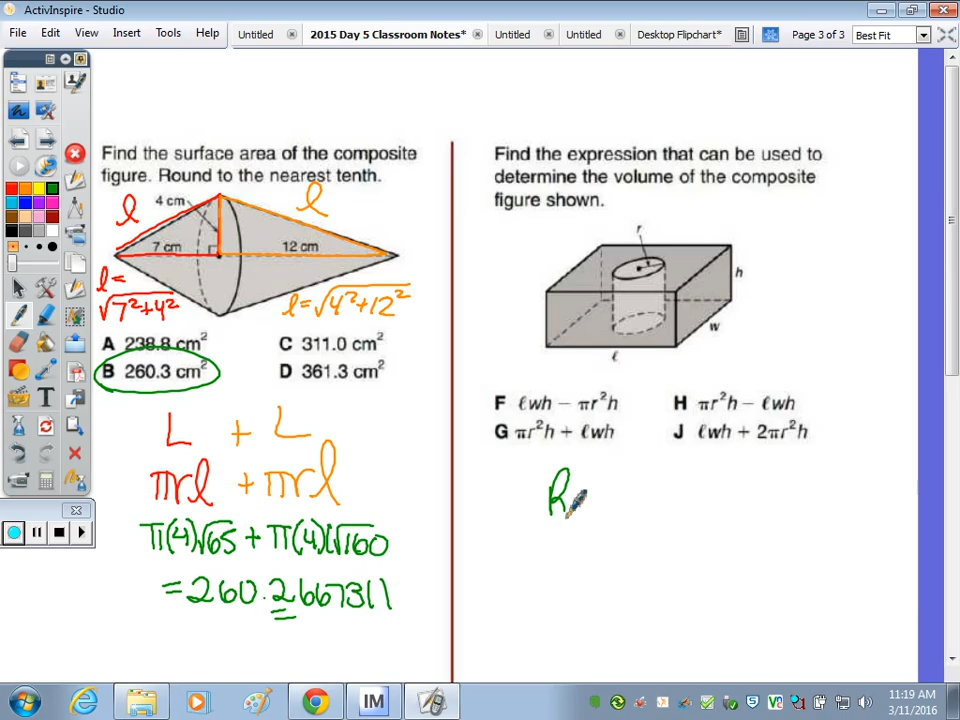 ActivInspire - Studio
File Edit View Insert Tools Help Untitled 2015 Day 5 Classroom Notes* Untitled Untitled Desktop Flipchart* Page 3 of 3 Best Fit
Find the surface area of the composite
figure. Round to the nearest tenth.
4 cm
l
l
7 cm
12 cm
l =
√7²+4²
l = √4²+12²
A 238.8 cm²
C 311.0 cm²
B 260.3 cm²
D 361.3 cm²
L + L
πrl + πrl
π(4)√65 + π(4)(√160
= 260.2667311
Find the expression that can be used to
determine the volume of the composite
figure shown.
r
h
w
ℓ
F ℓwh − πr²h
H πr²h − ℓwh
G πr²h + ℓwh
J ℓwh + 2πr²h
R
IM
11:19 AM
3/11/2016